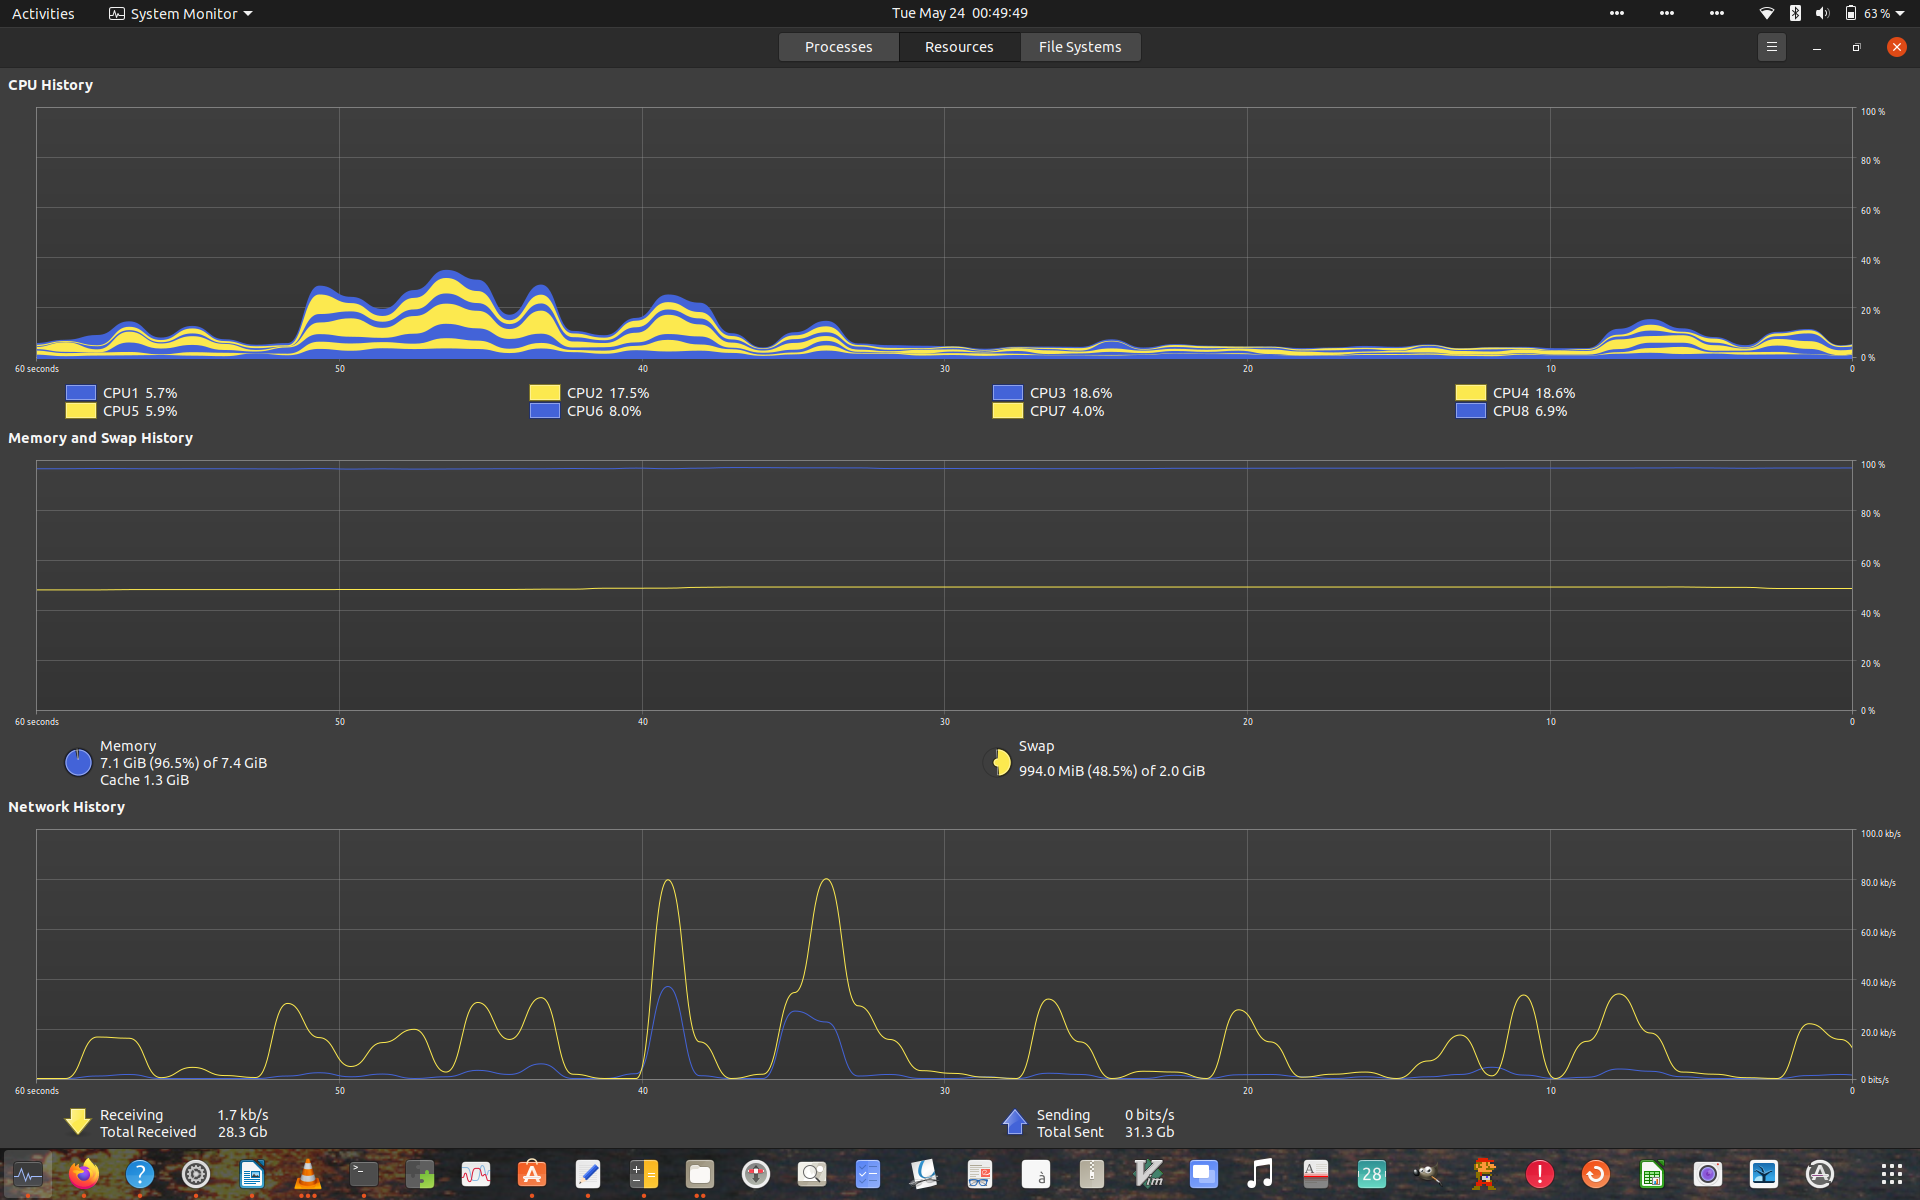 Activities System Monitor Tue May 24 00:49:49 63 %
Processes Resources File Systems
CPU History
100 %
80 %
60 %
40 %
20 %
0 %
60 seconds 50 40 30 20 10 0
CPU1 5.7% CPU2 17.5% CPU3 18.6% CPU4 18.6%
CPU5 5.9% CPU6 8.0% CPU7 4.0% CPU8 6.9%
Memory and Swap History
100 %
80 %
60 %
40 %
20 %
0 %
60 seconds 50 40 30 20 10 0
Memory
7.1 GiB (96.5%) of 7.4 GiB
Cache 1.3 GiB
Swap
994.0 MiB (48.5%) of 2.0 GiB
Network History
100.0 kb/s
80.0 kb/s
60.0 kb/s
40.0 kb/s
20.0 kb/s
0 bits/s
60 seconds 50 40 30 20 10 0
Receiving 1.7 kb/s
Total Received 28.3 Gb
Sending 0 bits/s
Total Sent 31.3 Gb
? >_ A à Vim A 28 !